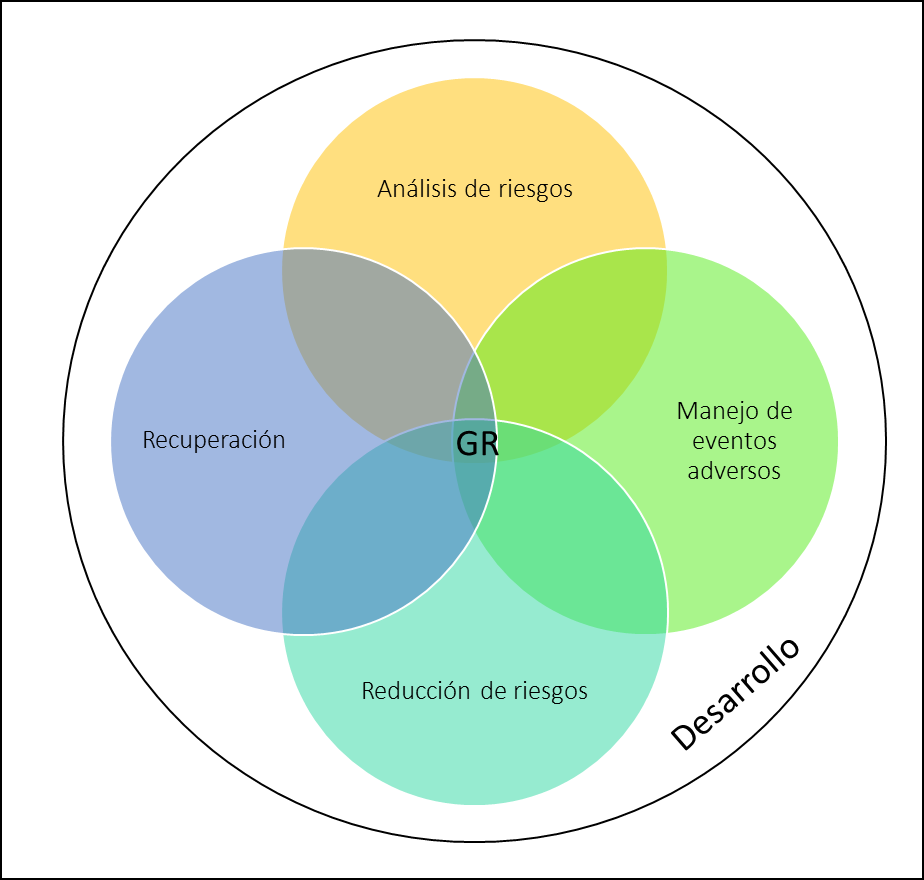 Análisis de riesgos
Manejo de
eventos
adversos
Recuperación
GR
Reducción de riesgos
Desarrollo